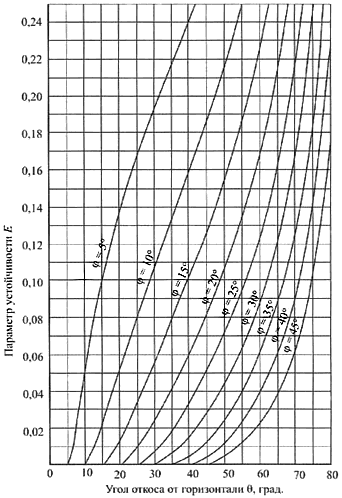 0,24
0,22
0,20
0,18
0,16
0,14
0,12
0,10
0,08
0,06
0,04
0,02
Параметр устойчивости E
φ = 5°
φ = 10°
φ = 15°
φ = 20°
φ = 25°
φ = 30°
φ = 35°
φ = 40°
φ = 45°
0 10 20 30 40 50 60 70 80
Угол откоса от горизонтали θ, град.